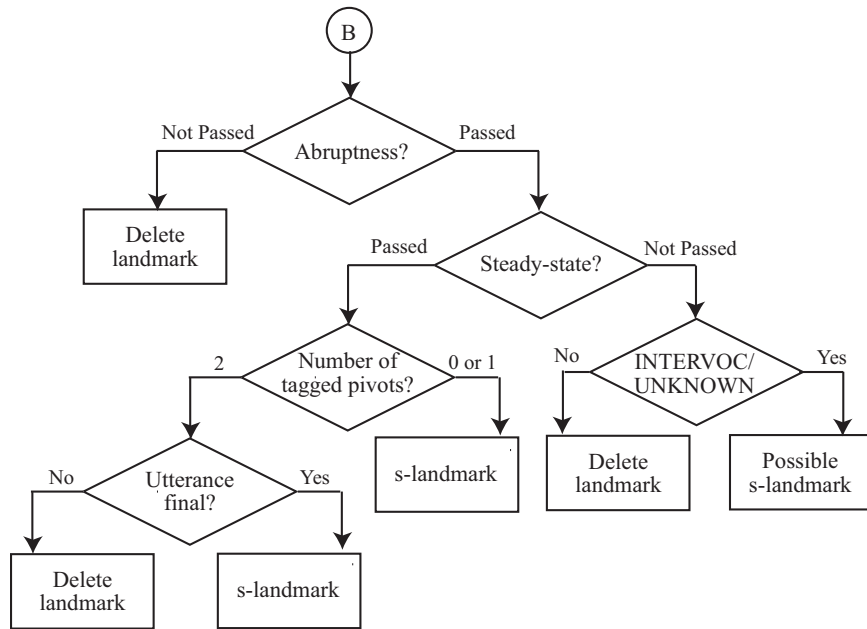 B
Not Passed
Passed
Abruptness?
Delete
landmark
Passed
Not Passed
Steady-state?
2
Number of
tagged pivots?
0 or 1
No
INTERVOC/
UNKNOWN
Yes
s-landmark
Delete
landmark
Possible
s-landmark
No
Utterance
final?
Yes
Delete
landmark
s-landmark